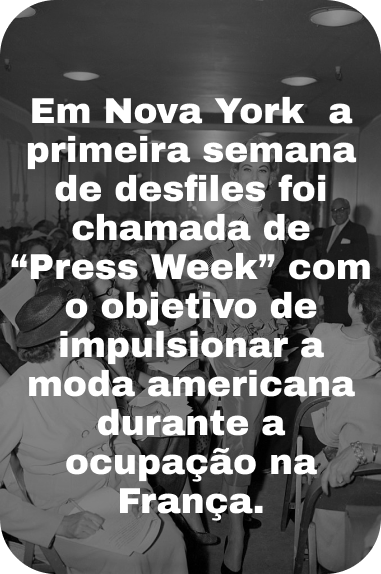 Em Nova York  a
primeira semana
de desfiles foi
chamada de
“Press Week” com
o objetivo de
impulsionar a
moda americana
durante a
ocupação na
França.